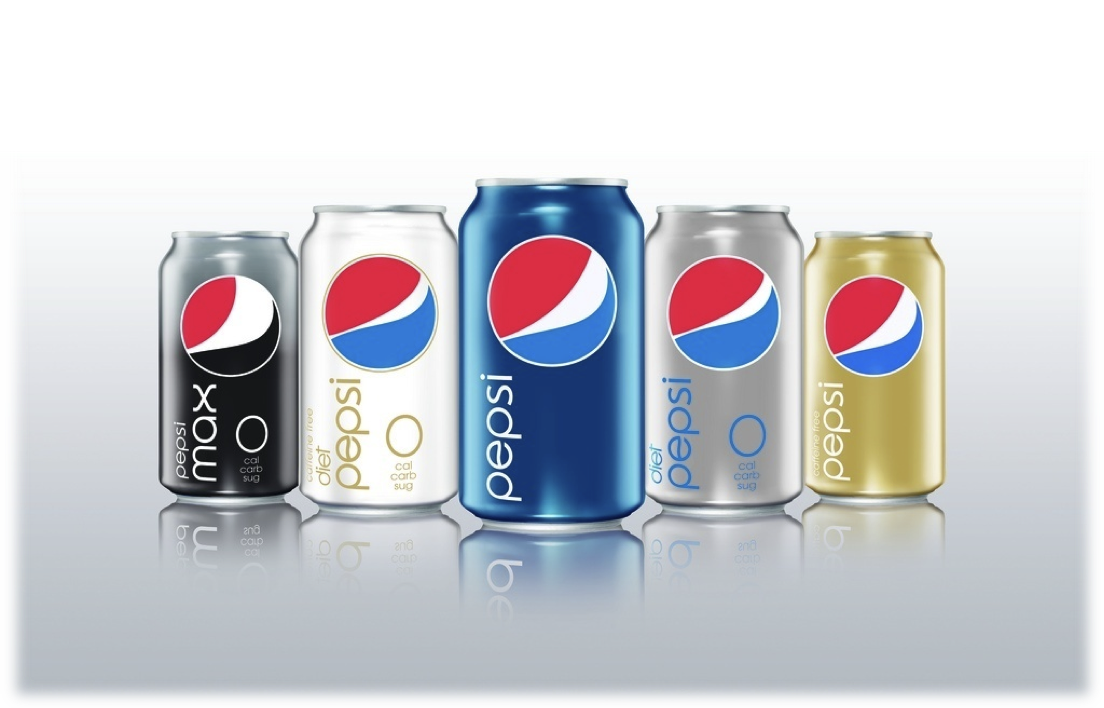 pepsi
max
0
cal
carb
sug
caffeine free
diet
pepsi
0
cal
carb
sug
pepsi
diet
pepsi
0
cal
carb
sug
caffeine free
pepsi